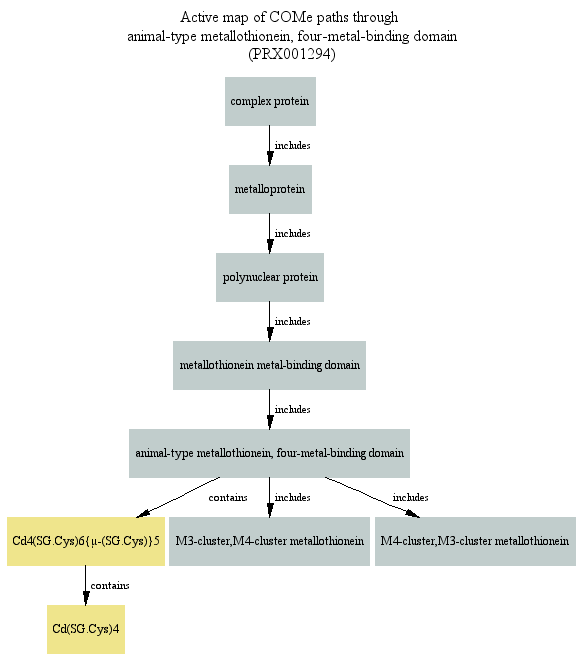 Active map of COMe paths through
animal-type metallothionein, four-metal-binding domain
(PRX001294)
complex protein
includes
metalloprotein
includes
polynuclear protein
includes
metallothionein metal-binding domain
includes
animal-type metallothionein, four-metal-binding domain
contains
includes
includes
Cd4(SG.Cys)6{μ-(SG.Cys)}5
M3-cluster,M4-cluster metallothionein
M4-cluster,M3-cluster metallothionein
contains
Cd(SG.Cys)4